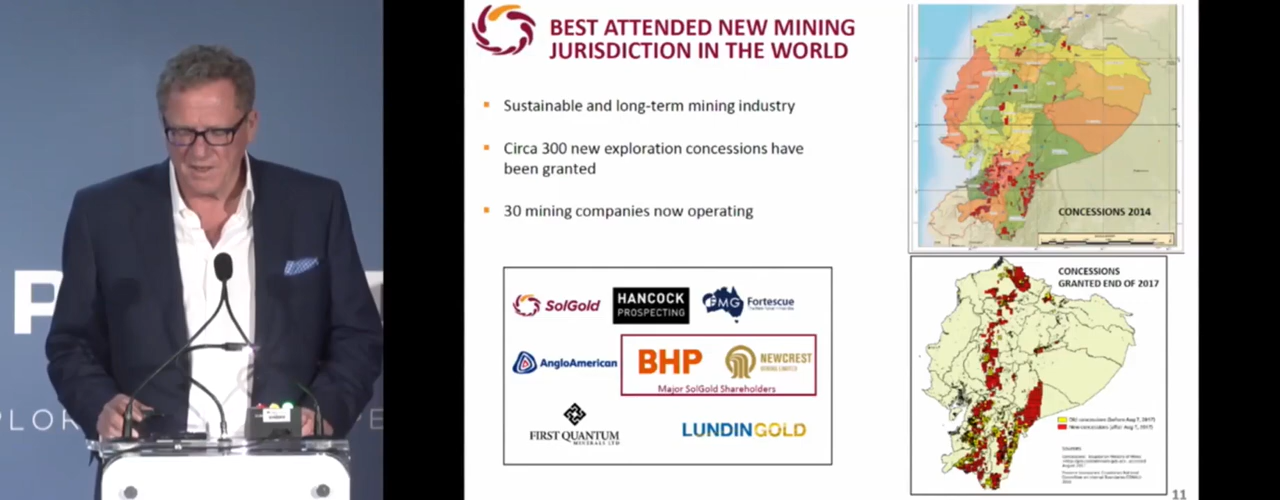 BEST ATTENDED NEW MINING
JURISDICTION IN THE WORLD
Sustainable and long-term mining industry
Circa 300 new exploration concessions have
been granted
30 mining companies now operating
SolGold
HANCOCK
PROSPECTING
FMG Fortescue
AngloAmerican
BHP
NEWCREST
MINING LIMITED
Major SolGold Shareholders
FIRST QUANTUM
MINERALS LTD
LUNDINGOLD
CONCESSIONS 2014
CONCESSIONS
GRANTED END OF 2017
11
P
PLOR